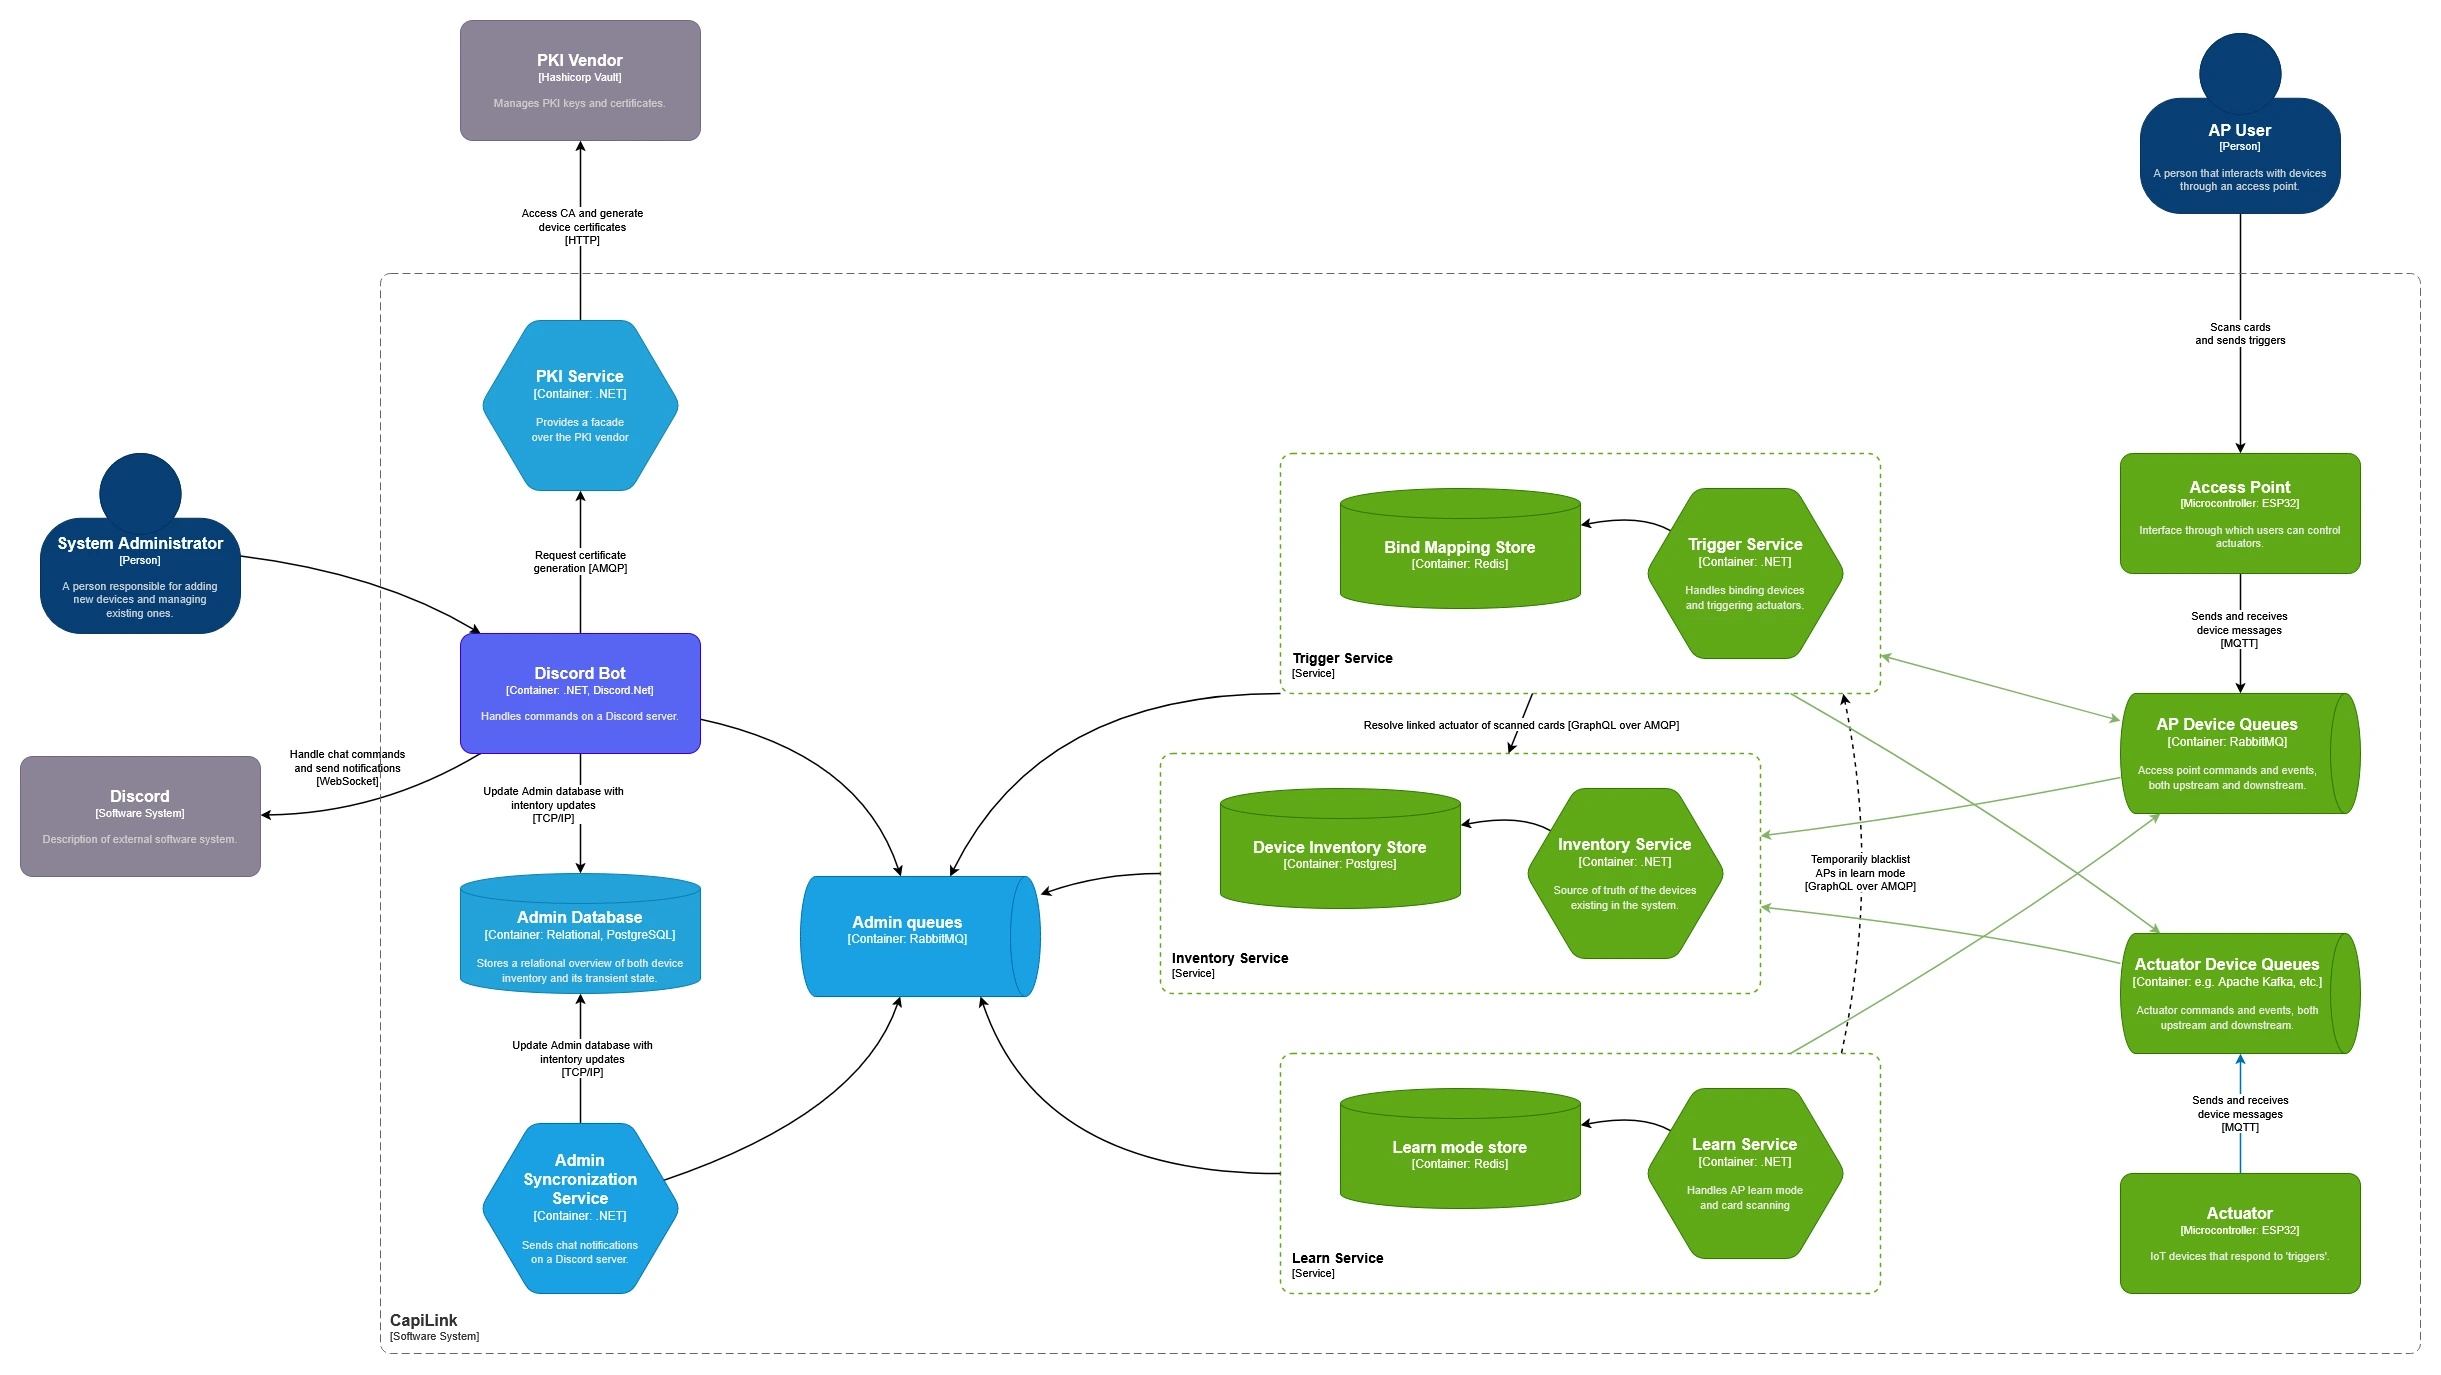 PKI Vendor
[Hashicorp Vault]
Manages PKI keys and certificates.
AP User
[Person]
A person that interacts with devices
through an access point.
Access CA and generate
device certificates
[HTTP]
Scans cards
and sends triggers
PKI Service
[Container: .NET]
Provides a facade
over the PKI vendor
System Administrator
[Person]
A person responsible for adding
new devices and managing
existing ones.
Request certificate
generation [AMQP]
Bind Mapping Store
[Container: Redis]
Trigger Service
[Container: .NET]
Handles binding devices
and triggering actuators.
Trigger Service
[Service]
Access Point
[Microcontroller: ESP32]
Interface through which users can control
actuators.
Sends and receives
device messages
[MQTT]
Discord Bot
[Container: .NET, Discord.Net]
Handles commands on a Discord server.
Handle chat commands
and send notifications
[WebSocket]
Discord
[Software System]
Description of external software system.
Update Admin database with
intentory updates
[TCP/IP]
Resolve linked actuator of scanned cards [GraphQL over AMQP]
AP Device Queues
[Container: RabbitMQ]
Access point commands and events,
both upstream and downstream.
Admin Database
[Container: Relational, PostgreSQL]
Stores a relational overview of both device
inventory and its transient state.
Admin queues
[Container: RabbitMQ]
Device Inventory Store
[Container: Postgres]
Inventory Service
[Container: .NET]
Source of truth of the devices
existing in the system.
Inventory Service
[Service]
Temporarily blacklist
APs in learn mode
[GraphQL over AMQP]
Actuator Device Queues
[Container: e.g. Apache Kafka, etc.]
Actuator commands and events, both
upstream and downstream.
Update Admin database with
intentory updates
[TCP/IP]
Sends and receives
device messages
[MQTT]
Admin
Syncronization
Service
[Container: .NET]
Sends chat notifications
on a Discord server.
Learn mode store
[Container: Redis]
Learn Service
[Container: .NET]
Handles AP learn mode
and card scanning
Learn Service
[Service]
Actuator
[Microcontroller: ESP32]
IoT devices that respond to 'triggers'.
CapiLink
[Software System]